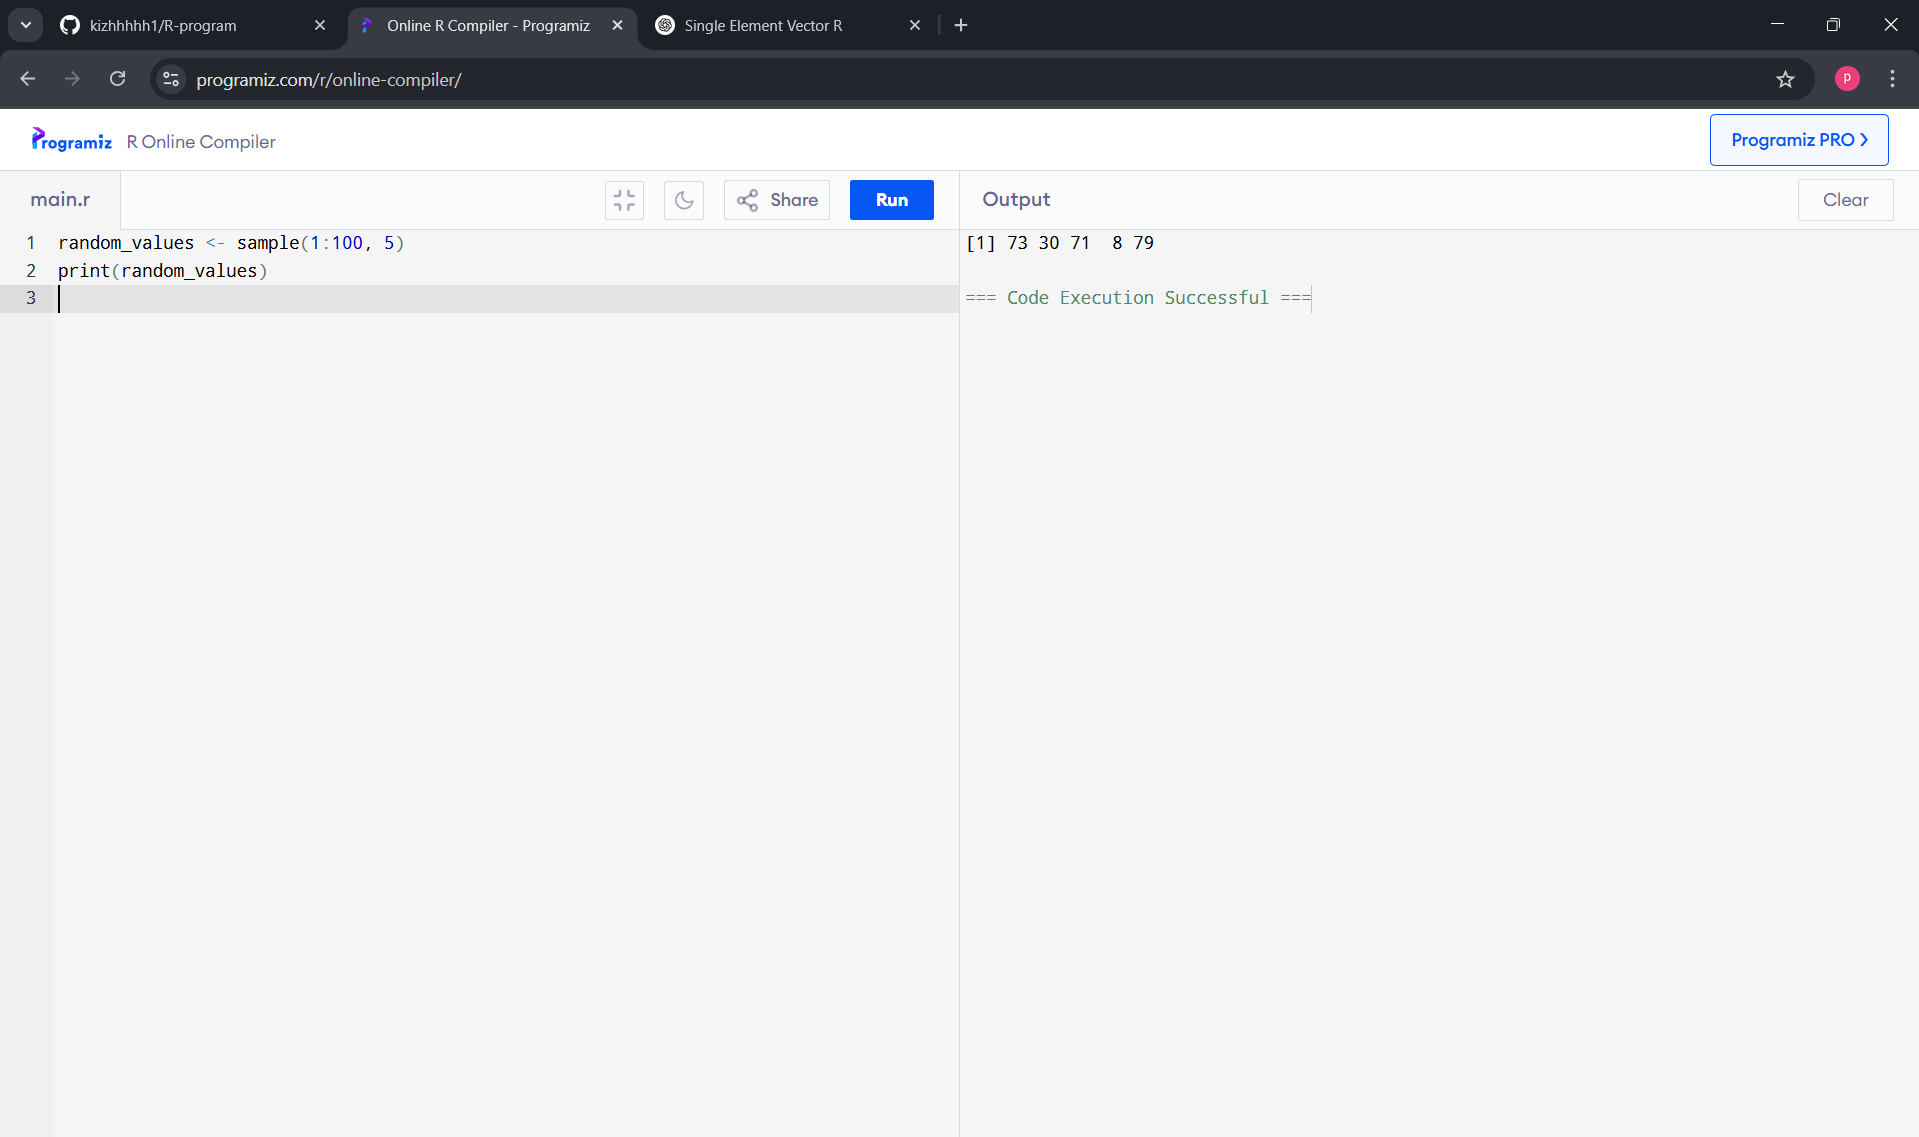 kizhhhhh1/R-program
Online R Compiler - Programiz
Single Element Vector R
programiz.com/r/online-compiler/
P
Programiz R Online Compiler
Programiz PRO
main.r
Share
Run
Output
Clear
1 random_values <- sample(1:100, 5)
2 print(random_values)
3
[1] 73 30 71  8 79
=== Code Execution Successful ===